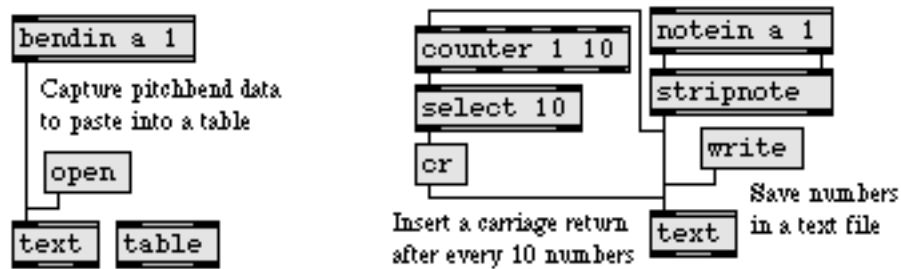 bendin a 1
Capture pitchbend data
to paste into a table
open
text
table
counter 1 10
select 10
cr
Insert a carriage return
after every 10 numbers
notein a 1
stripnote
write
Save numbers
in a text file
text